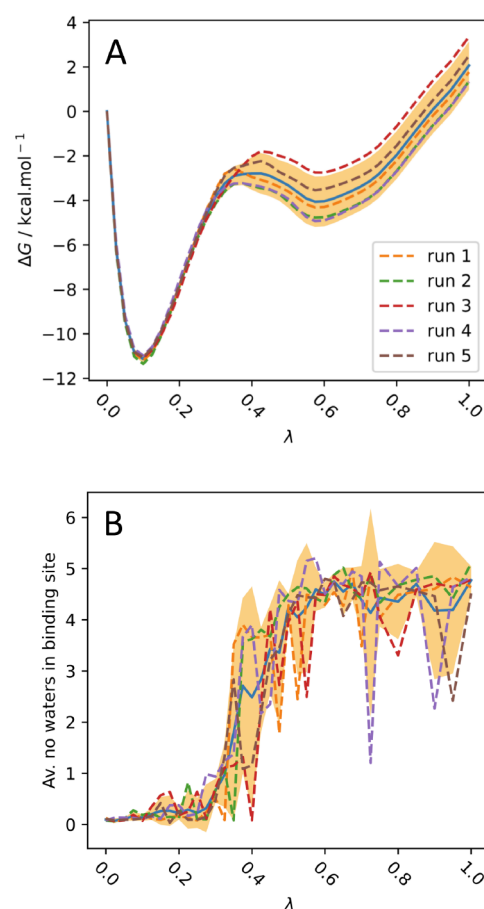 A
4
2
0
−2
−4
−6
−8
−10
−12
ΔG / kcal.mol⁻¹
run 1
run 2
run 3
run 4
run 5
0.0 0.2 0.4 0.6 0.8 1.0
λ
B
6
5
4
3
2
1
0
Av. no waters in binding site
0.0 0.2 0.4 0.6 0.8 1.0
λ